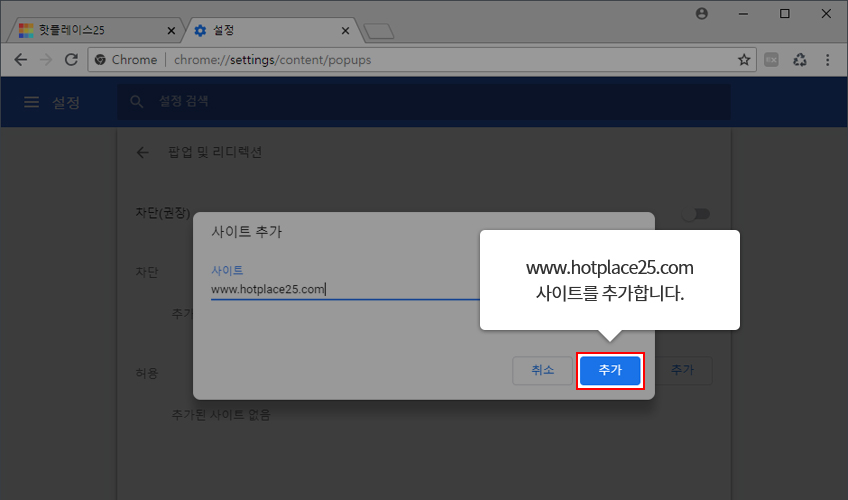 핫플레이스25
설정
Chrome
chrome://settings/content/popups
설정
설정 검색
팝업 및 리디렉션
차단(권장)
사이트 추가
차단
사이트
www.hotplace25.com
www.hotplace25.com
사이트를 추가합니다.
추가
허용
취소
추가
추가
추가된 사이트 없음